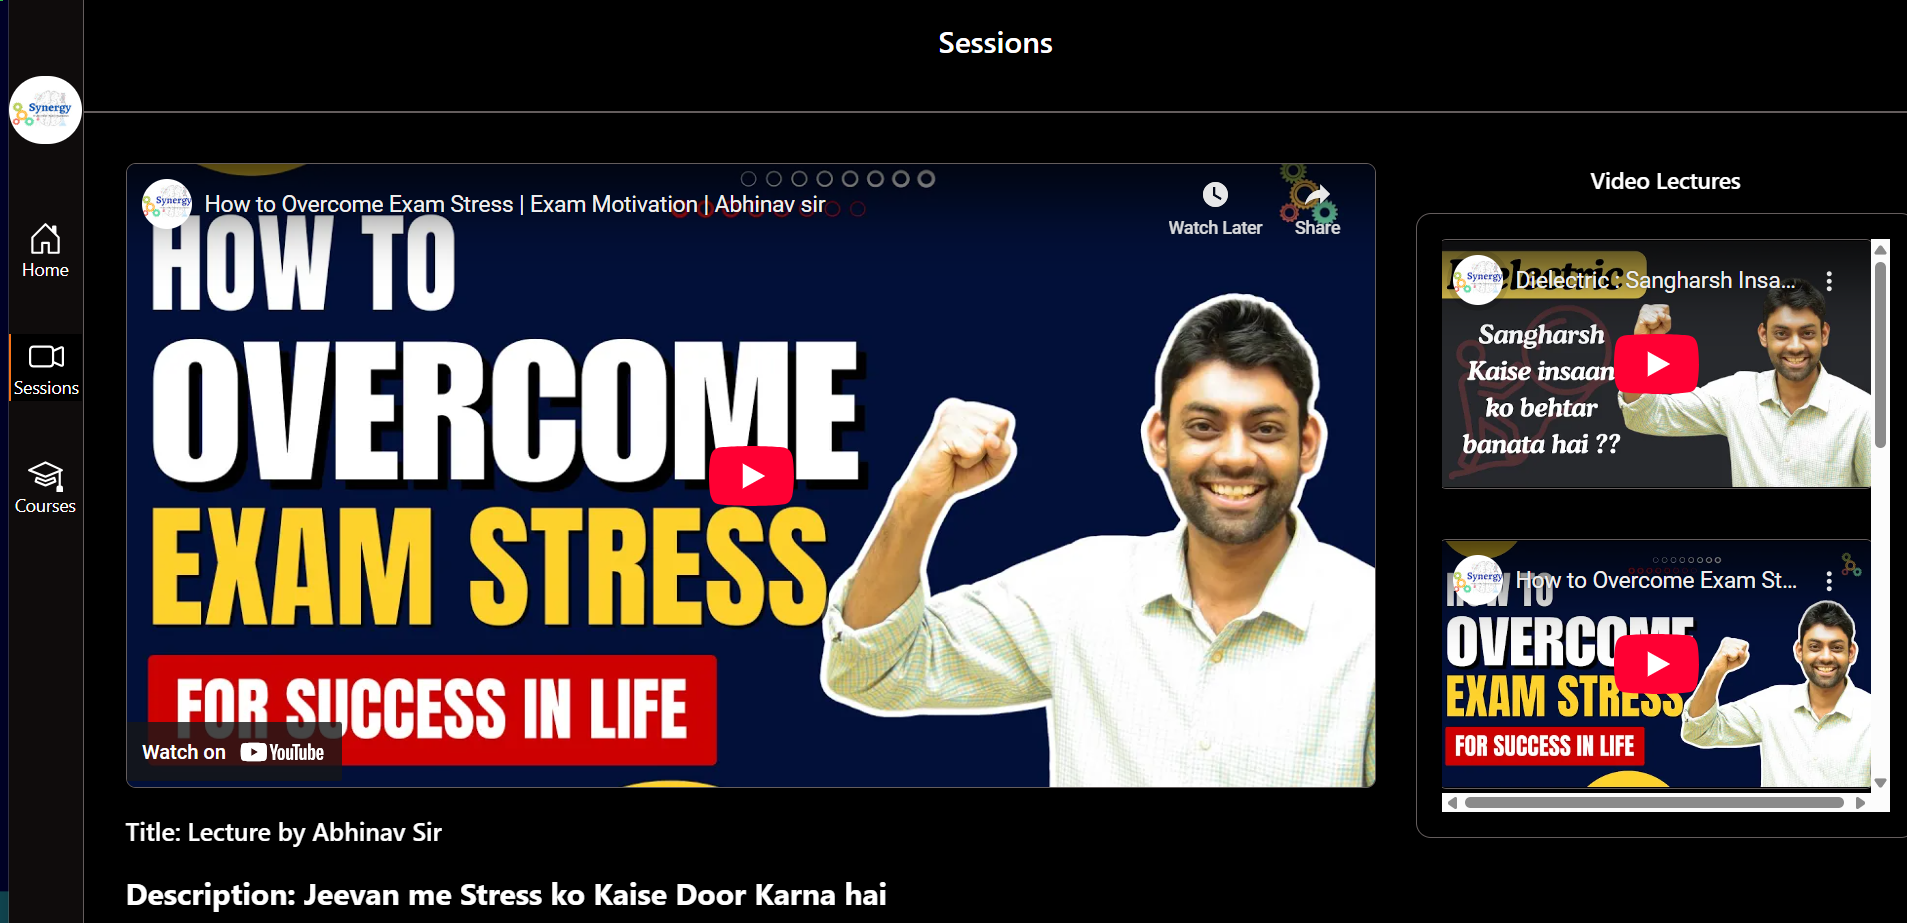 Sessions
Synergy
Home
Sessions
Courses
Synergy
How to Overcome Exam Stress | Exam Motivation | Abhinav sir
Watch Later
Share
HOW TO
OVERCOME
EXAM STRESS
FOR SUCCESS IN LIFE
Watch on YouTube
Title: Lecture by Abhinav Sir
Description: Jeevan me Stress ko Kaise Door Karna hai
Video Lectures
Dielectric
Synergy
Dielectric : Sangharsh Insa...
Sangharsh
Kaise insaan
ko behtar
banata hai ??
Synergy
How to Overcome Exam St...
HOW TO
OVERCOME
EXAM STRESS
FOR SUCCESS IN LIFE